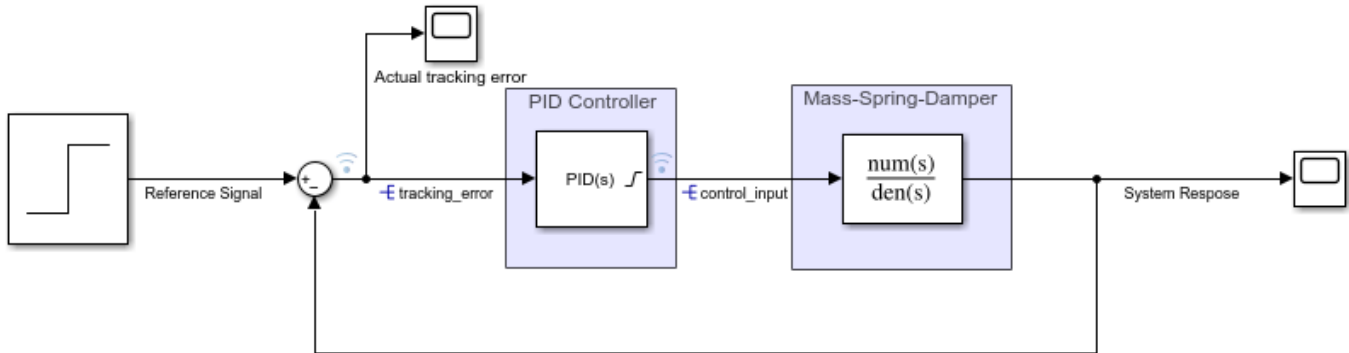 Actual tracking error
PID Controller
Mass-Spring-Damper
Reference Signal
+
−
tracking_error
PID(s)
control_input
num(s)
den(s)
System Respose